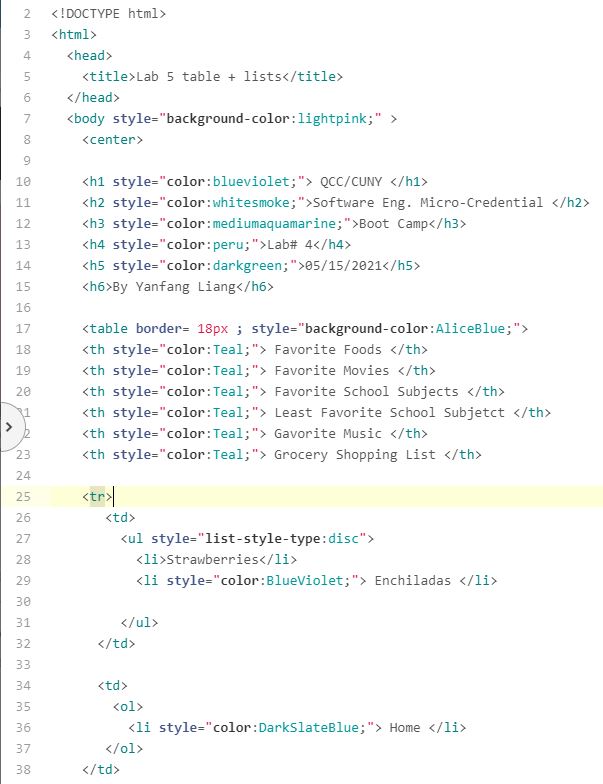 2 <!DOCTYPE html>
3 <html>
4 <head>
5 <title>Lab 5 table + lists</title>
6 </head>
7 <body style="background-color:lightpink;" >
8 <center>
9
10 <h1 style="color:blueviolet;"> QCC/CUNY </h1>
11 <h2 style="color:whitesmoke;">Software Eng. Micro-Credential </h2>
12 <h3 style="color:mediumaquamarine;">Boot Camp</h3>
13 <h4 style="color:peru;">Lab# 4</h4>
14 <h5 style="color:darkgreen;">05/15/2021</h5>
15 <h6>By Yanfang Liang</h6>
16
17 <table border= 18px ; style="background-color:AliceBlue;">
18 <th style="color:Teal;"> Favorite Foods </th>
19 <th style="color:Teal;"> Favorite Movies </th>
20 <th style="color:Teal;"> Favorite School Subjects </th>
21 <th style="color:Teal;"> Least Favorite School Subjetct </th>
2 <th style="color:Teal;"> Gavorite Music </th>
23 <th style="color:Teal;"> Grocery Shopping List </th>
24
25 <tr>
26 <td>
27 <ul style="list-style-type:disc">
28 <li>Strawberries</li>
29 <li style="color:BlueViolet;"> Enchiladas </li>
30
31 </ul>
32 </td>
33
34 <td>
35 <ol>
36 <li style="color:DarkSlateBlue;"> Home </li>
37 </ol>
38 </td>